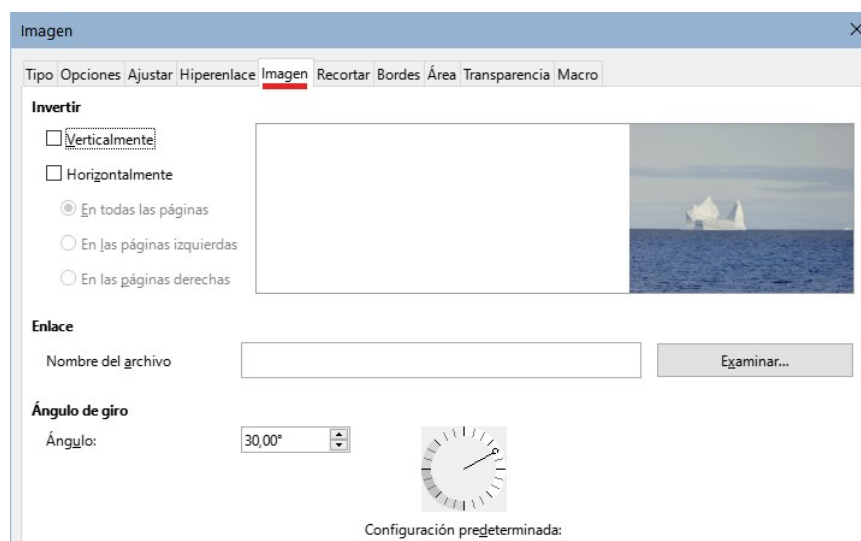 Imagen
Tipo Opciones Ajustar Hiperenlace Imagen Recortar Bordes Área Transparencia Macro
Invertir
Verticalmente
Horizontalmente
En todas las páginas
En las páginas izquierdas
En las páginas derechas
Enlace
Nombre del archivo Examinar...
Ángulo de giro
Ángulo: 30,00°
Configuración predeterminada: